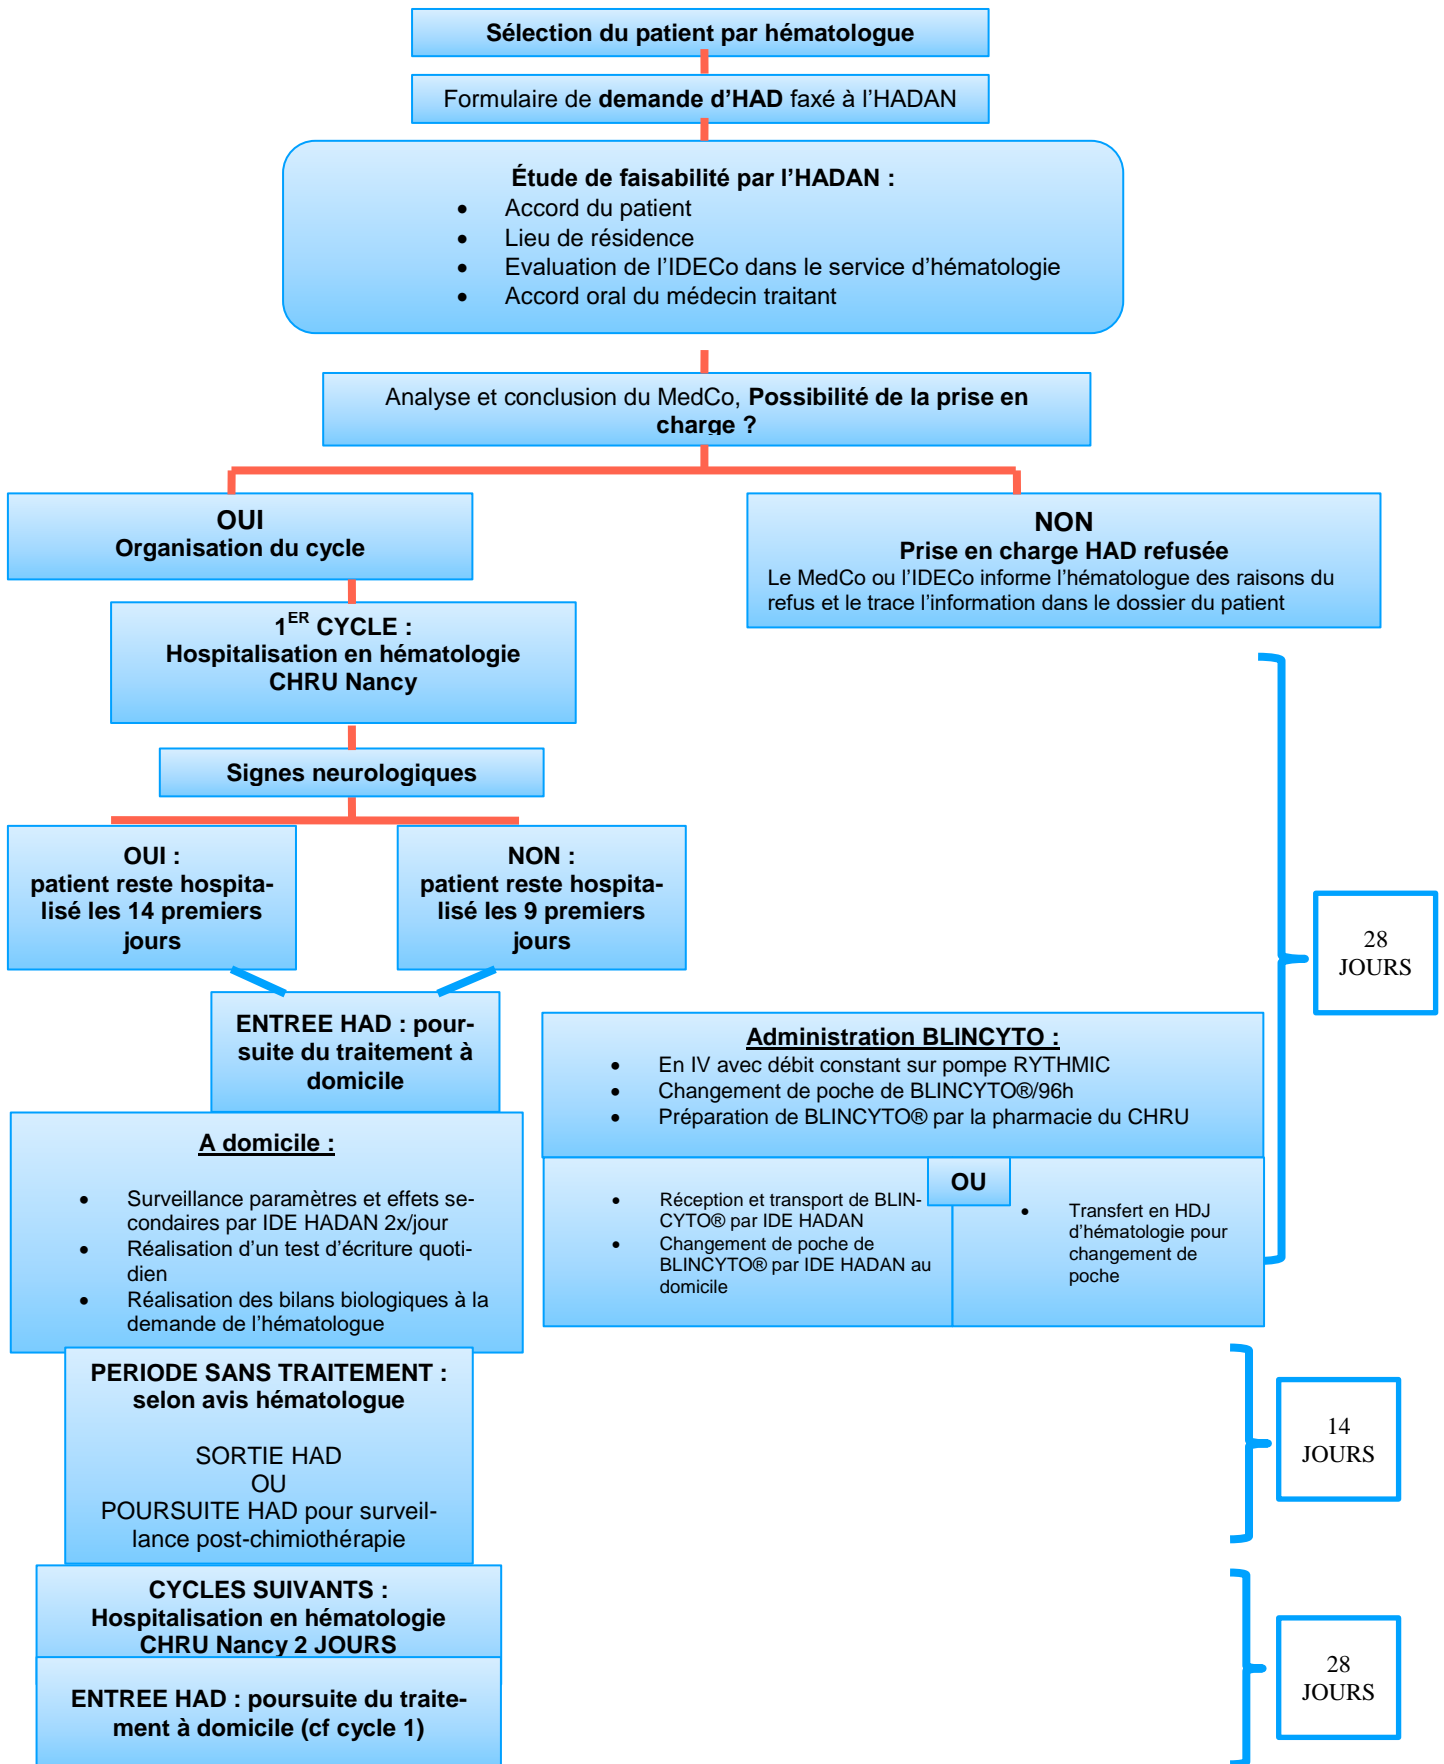 Sélection du patient par hématologue
Formulaire de demande d'HAD faxé à l'HADAN
Étude de faisabilité par l'HADAN :
• Accord du patient
• Lieu de résidence
• Evaluation de l'IDECo dans le service d'hématologie
• Accord oral du médecin traitant
Analyse et conclusion du MedCo, Possibilité de la prise en
charge ?
OUI
Organisation du cycle
NON
Prise en charge HAD refusée
Le MedCo ou l'IDECo informe l'hématologue des raisons du
refus et le trace l'information dans le dossier du patient
1ER CYCLE :
Hospitalisation en hématologie
CHRU Nancy
Signes neurologiques
OUI :
patient reste hospita-
lisé les 14 premiers
jours
NON :
patient reste hospita-
lisé les 9 premiers
jours
28
JOURS
ENTREE HAD : pour-
suite du traitement à
domicile
Administration BLINCYTO :
• En IV avec débit constant sur pompe RYTHMIC
• Changement de poche de BLINCYTO®/96h
• Préparation de BLINCYTO® par la pharmacie du CHRU
A domicile :
• Surveillance paramètres et effets se-
condaires par IDE HADAN 2x/jour
• Réalisation d'un test d'écriture quoti-
dien
• Réalisation des bilans biologiques à la
demande de l'hématologue
OU
• Réception et transport de BLIN-
CYTO® par IDE HADAN
• Changement de poche de
BLINCYTO® par IDE HADAN au
domicile
• Transfert en HDJ
d'hématologie pour
changement de
poche
PERIODE SANS TRAITEMENT :
selon avis hématologue
SORTIE HAD
OU
POURSUITE HAD pour surveil-
lance post-chimiothérapie
14
JOURS
CYCLES SUIVANTS :
Hospitalisation en hématologie
CHRU Nancy 2 JOURS
ENTREE HAD : poursuite du traite-
ment à domicile (cf cycle 1)
28
JOURS